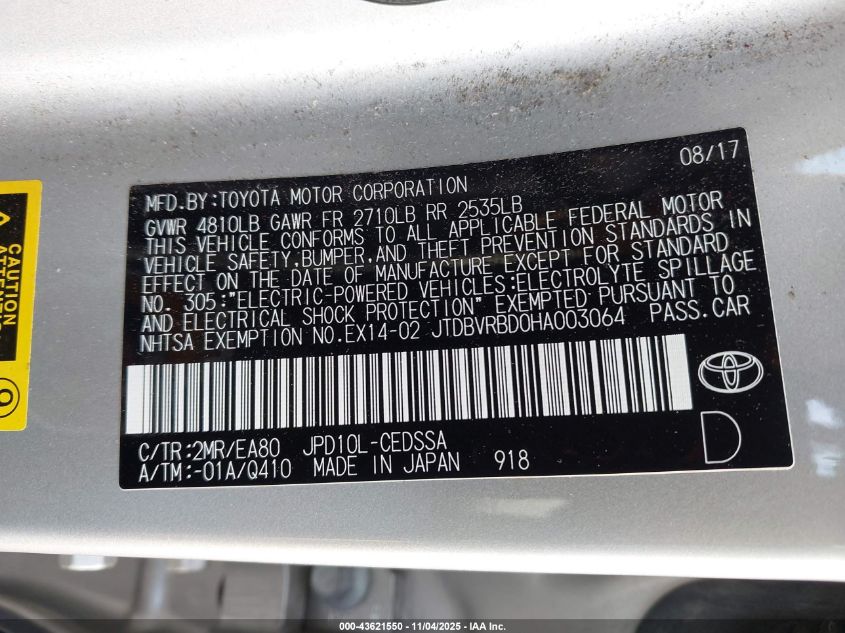 08/17
MFD.BY:TOYOTA MOTOR CORPORATION
GVWR 4810LB GAWR FR 2710LB RR 2535LB
THIS VEHICLE CONFORMS TO ALL APPLICABLE FEDERAL MOTOR
VEHICLE SAFETY,BUMPER,AND THEFT PREVENTION STANDARDS IN
EFFECT ON THE DATE OF MANUFACTURE EXCEPT FOR STANDARD
NO. 305:"ELECTRIC-POWERED VEHICLES:ELECTROLYTE SPILLAGE
AND ELECTRICAL SHOCK PROTECTION" EXEMPTED PURSUANT TO
NHTSA EXEMPTION NO.EX14-02 JTDBVRBD0HA003064 PASS.CAR
C/TR:2MR/EA80 JPD10L-CEDSSA
A/TM:-01A/Q410 MADE IN JAPAN 918
D
CAUTION
000-43621550 - 11/04/2025 - IAA Inc.